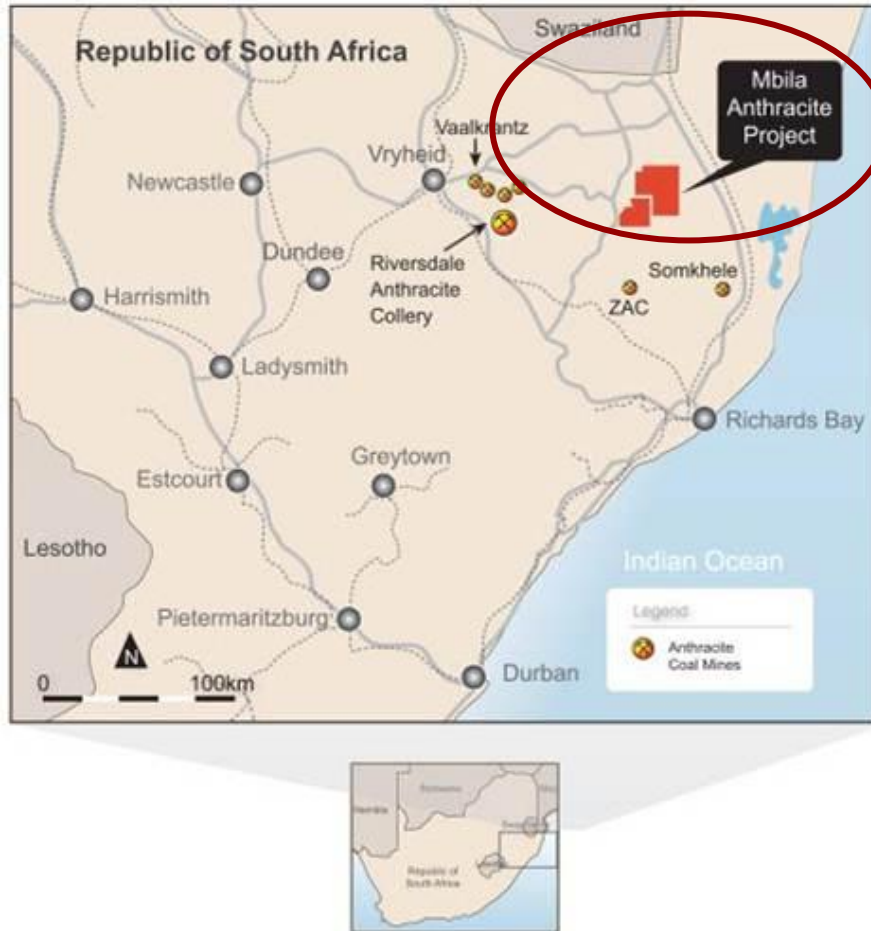 Swaziland
Republic of South Africa
Mbila
Anthracite
Project
Vaalkrantz
Vryheid
Newcastle
Dundee
Riversdale
Anthracite
Collery
Somkhele
ZAC
Harrismith
Ladysmith
Richards Bay
Greytown
Estcourt
Lesotho
Indian Ocean
Legend
Anthracite
Coal Mines
Pietermaritzburg
N
Durban
0 100km
Republic of
South Africa